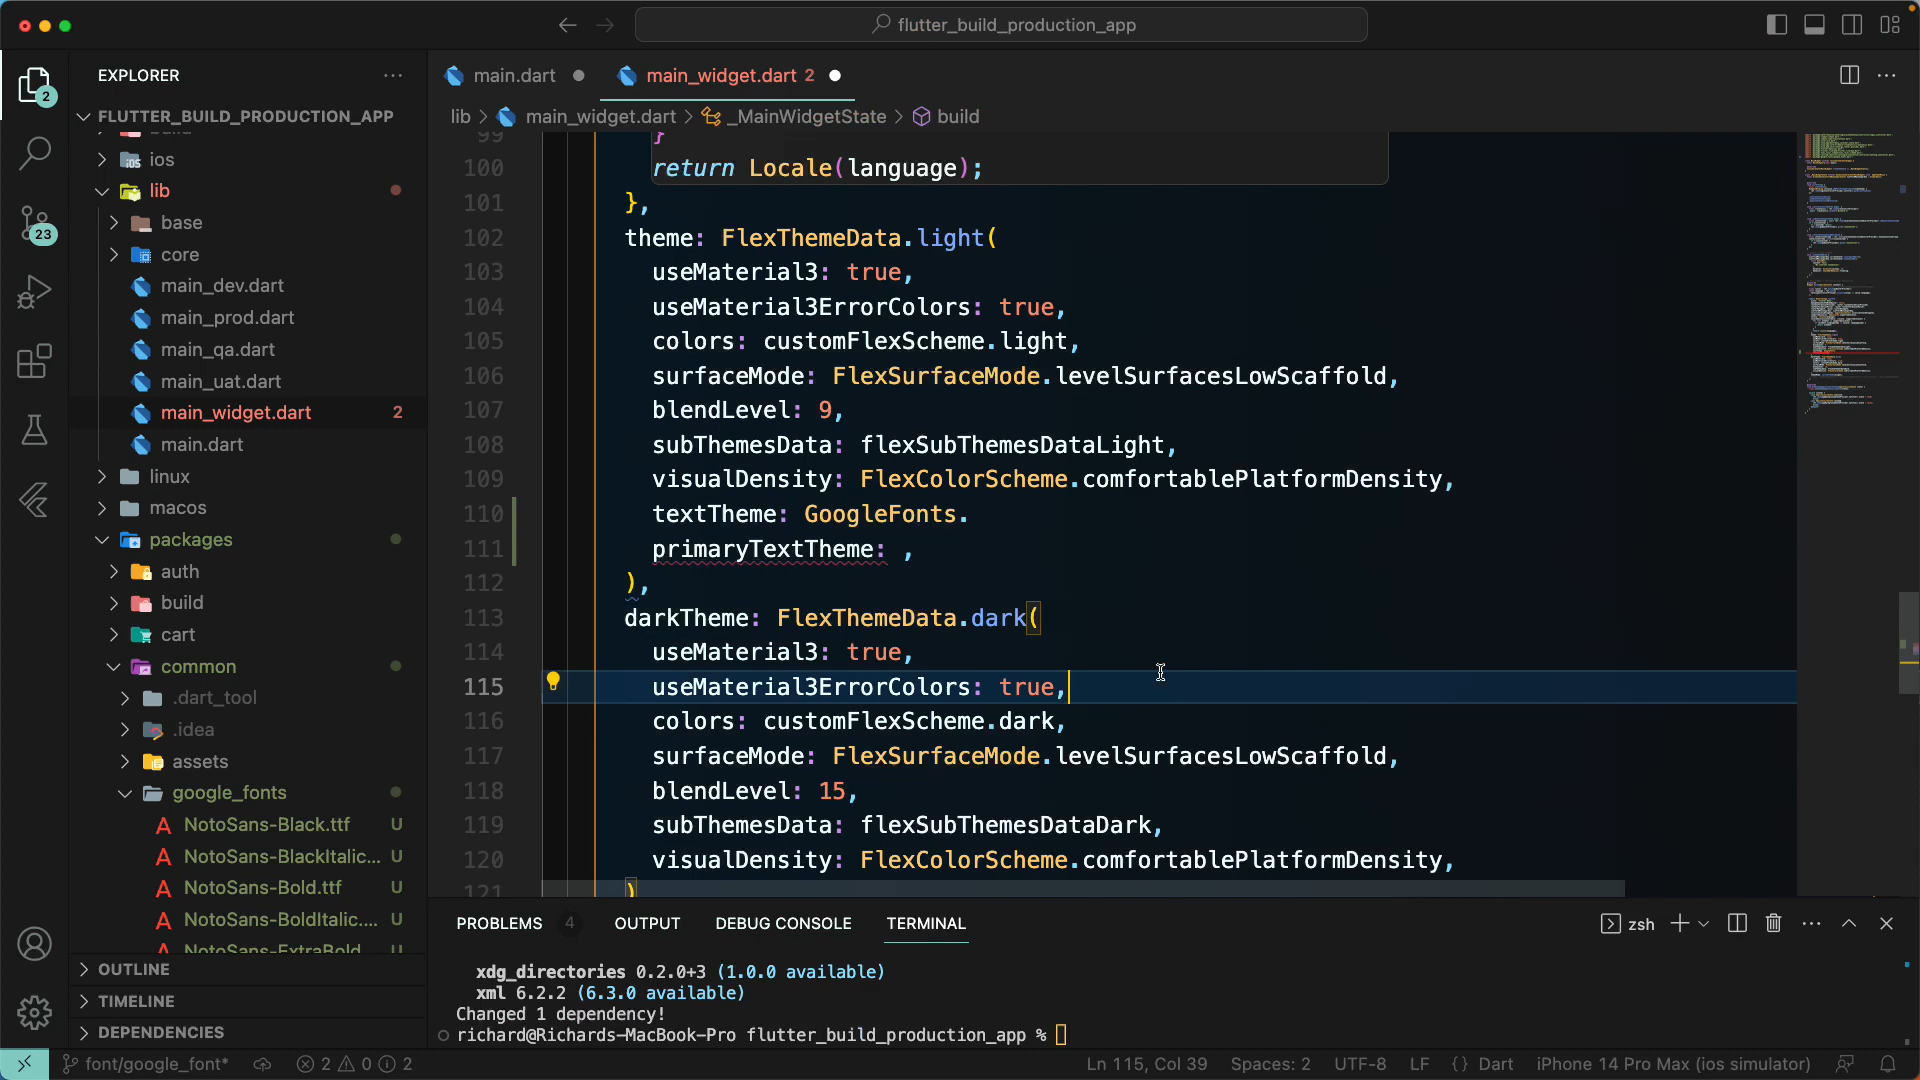 flutter_build_production_app
EXPLORER
main.dart
main_widget.dart 2
2
FLUTTER_BUILD_PRODUCTION_APP
lib > main_widget.dart > _MainWidgetState > build
build
ios
lib
base
core
main_dev.dart
main_prod.dart
main_qa.dart
main_uat.dart
main_widget.dart 2
main.dart
linux
macos
packages
auth
build
cart
common
.dart_tool
.idea
assets
google_fonts
NotoSans-Black.ttf U
NotoSans-BlackItalic... U
NotoSans-Bold.ttf U
NotoSans-BoldItalic.... U
NotoSans-ExtraBold U
OUTLINE
TIMELINE
DEPENDENCIES
23
99 }
100 return Locale(language);
101 },
102 theme: FlexThemeData.light(
103 useMaterial3: true,
104 useMaterial3ErrorColors: true,
105 colors: customFlexScheme.light,
106 surfaceMode: FlexSurfaceMode.levelSurfacesLowScaffold,
107 blendLevel: 9,
108 subThemesData: flexSubThemesDataLight,
109 visualDensity: FlexColorScheme.comfortablePlatformDensity,
110 textTheme: GoogleFonts.
111 primaryTextTheme: ,
112 ),
113 darkTheme: FlexThemeData.dark(
114 useMaterial3: true,
115 useMaterial3ErrorColors: true,
116 colors: customFlexScheme.dark,
117 surfaceMode: FlexSurfaceMode.levelSurfacesLowScaffold,
118 blendLevel: 15,
119 subThemesData: flexSubThemesDataDark,
120 visualDensity: FlexColorScheme.comfortablePlatformDensity,
121 )
PROBLEMS 4 OUTPUT DEBUG CONSOLE TERMINAL
zsh
xdg_directories 0.2.0+3 (1.0.0 available)
xml 6.2.2 (6.3.0 available)
Changed 1 dependency!
richard@Richards-MacBook-Pro flutter_build_production_app %
font/google_font* 2 0 2
Ln 115, Col 39 Spaces: 2 UTF-8 LF {} Dart iPhone 14 Pro Max (ios simulator)